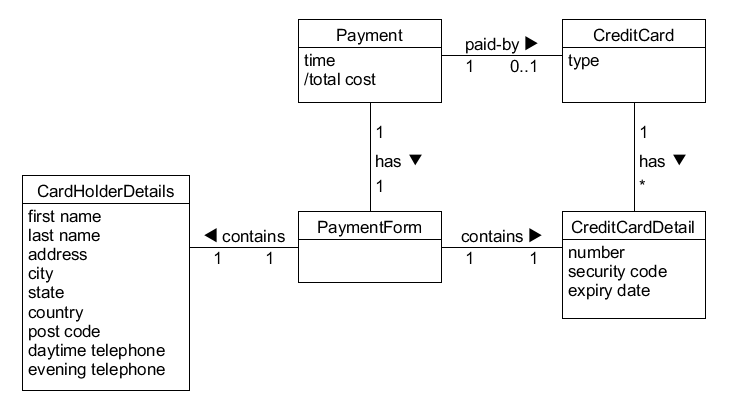 Payment
time
/total cost
paid-by ▶
1 0..1
CreditCard
type
1
has ▼
1
1
has ▼
*
CardHolderDetails
first name
last name
address
city
state
country
post code
daytime telephone
evening telephone
◀ contains
1 1
PaymentForm
contains ▶
1 1
CreditCardDetail
number
security code
expiry date